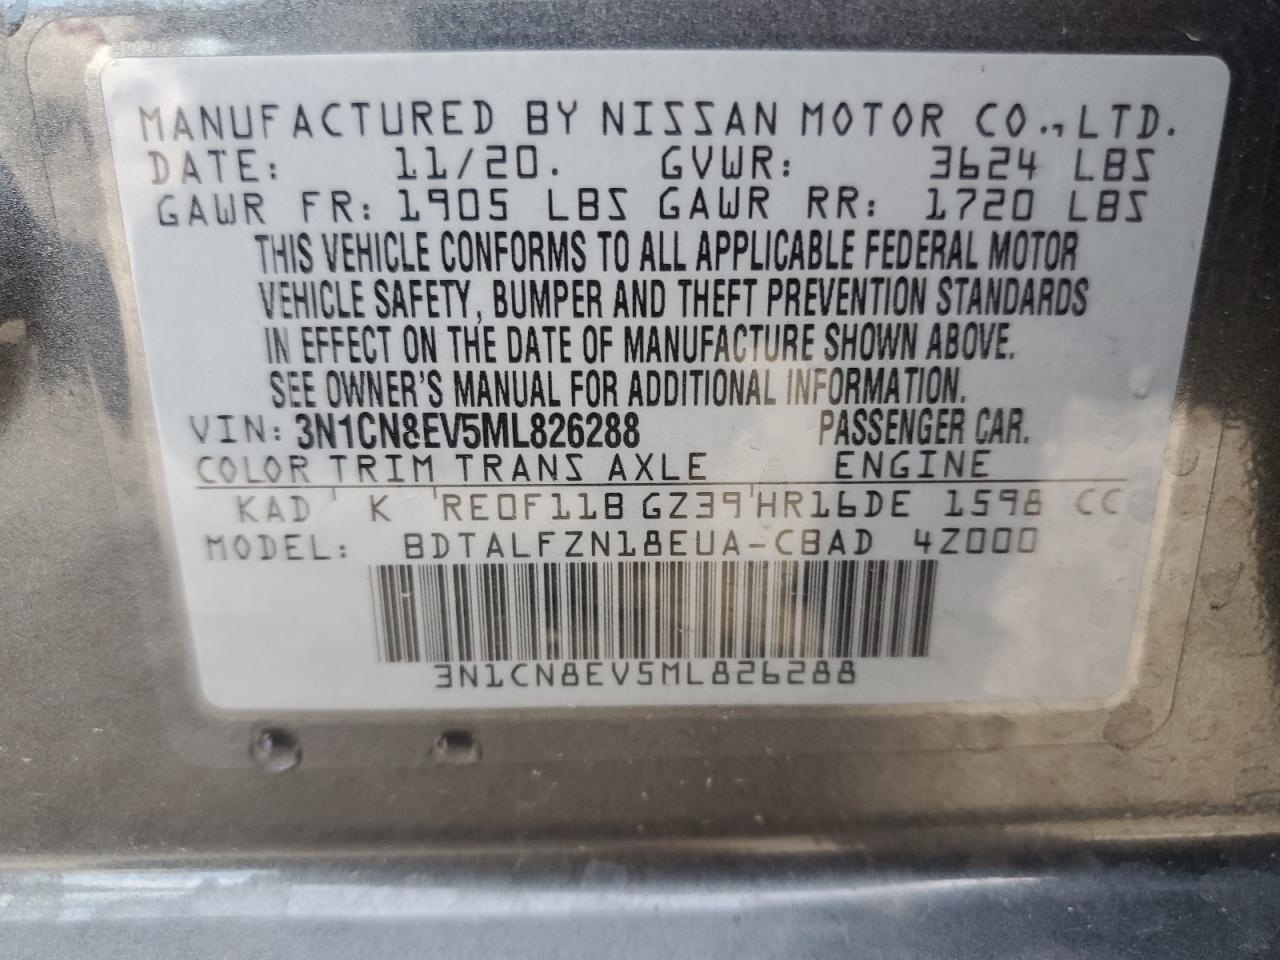 MANUFACTURED BY NISSAN MOTOR CO., LTD.
DATE: 11/20. GVWR: 3624 LBS
GAWR FR: 1905 LBS GAWR RR: 1720 LBS
THIS VEHICLE CONFORMS TO ALL APPLICABLE FEDERAL MOTOR
VEHICLE SAFETY, BUMPER AND THEFT PREVENTION STANDARDS
IN EFFECT ON THE DATE OF MANUFACTURE SHOWN ABOVE.
SEE OWNER'S MANUAL FOR ADDITIONAL INFORMATION.
VIN: 3N1CN8EV5ML826288 PASSENGER CAR.
COLOR TRIM TRANS AXLE ENGINE
KAD ' K ' RE0F11B GZ39 ' HR16DE 1598 CC
MODEL: BDTALFZN18EUA-CBAD 4Z000
3N1CN8EV5ML826288